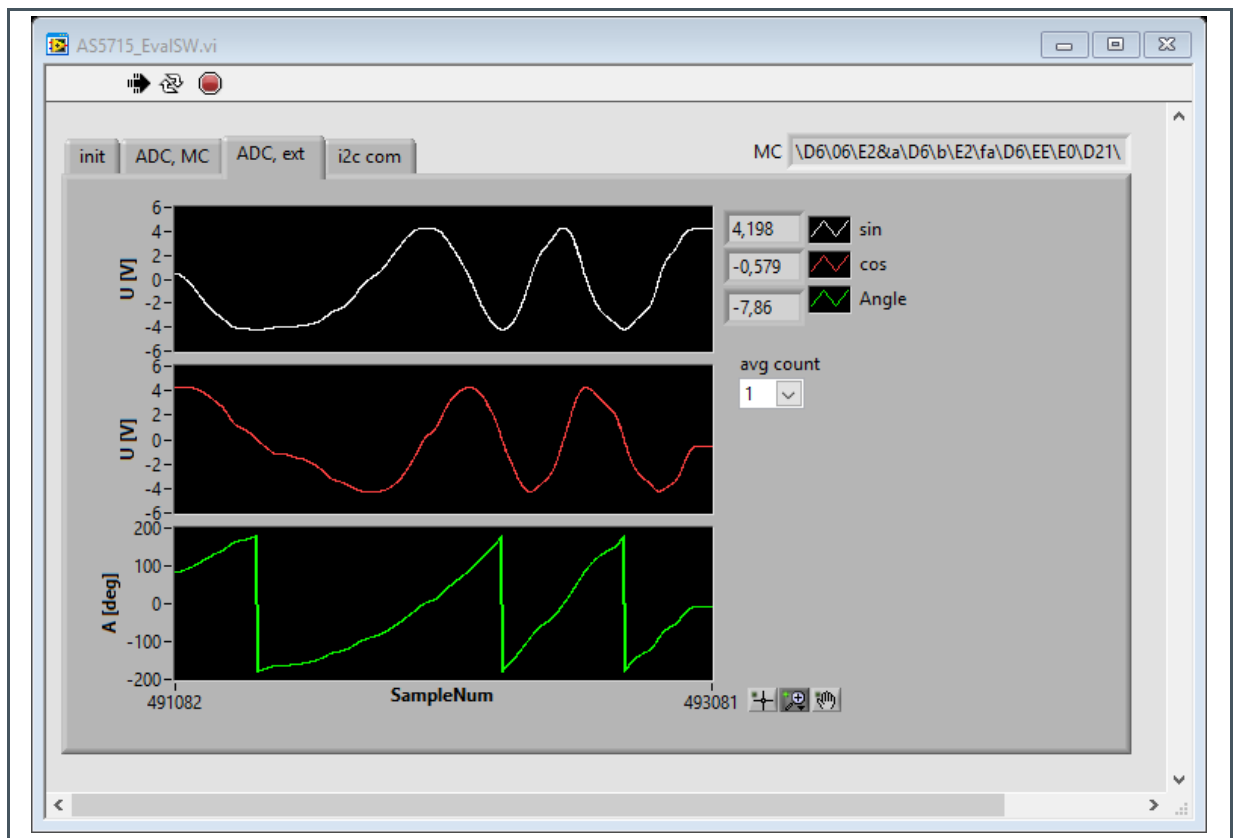 AS5715_EvalSW.vi
init ADC, MC ADC, ext i2c com
MC \D6\06\E2&a\D6\b\E2\fa\D6\EE\E0\D21\
6
4
2
0
-2
-4
-6
U [V]
4,198 sin
-0,579 cos
-7,86 Angle
6
4
2
0
-2
-4
-6
U [V]
avg count
1
200
100
0
-100
-200
A [deg]
491082 SampleNum 493081